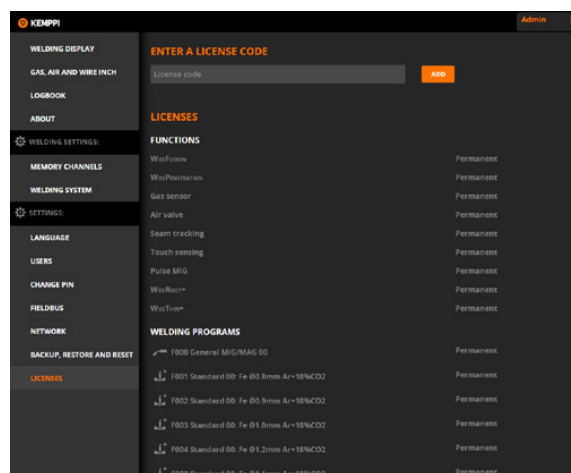 KEMPPI
Admin
WELDING DISPLAY
GAS, AIR AND WIRE INCH
LOGBOOK
ABOUT
WELDING SETTINGS:
MEMORY CHANNELS
WELDING SYSTEM
SETTINGS:
LANGUAGE
USERS
CHANGE PIN
FIELDBUS
NETWORK
BACKUP, RESTORE AND RESET
LICENSES
ENTER A LICENSE CODE
License code
ADD
LICENSES
FUNCTIONS
WiseFusion Permanent
WisePenetration Permanent
Gas sensor Permanent
Air valve Permanent
Seam tracking Permanent
Touch sensing Permanent
Pulse MIG Permanent
WiseRoot+ Permanent
WiseThin+ Permanent
WELDING PROGRAMS
F000 General MIG/MAG 00 Permanent
F001 Standard 00: Fe Ø0.8mm Ar+18%CO2 Permanent
F002 Standard 00: Fe Ø0.9mm Ar+18%CO2 Permanent
F003 Standard 00: Fe Ø1.0mm Ar+18%CO2 Permanent
F004 Standard 00: Fe Ø1.2mm Ar+18%CO2 Permanent